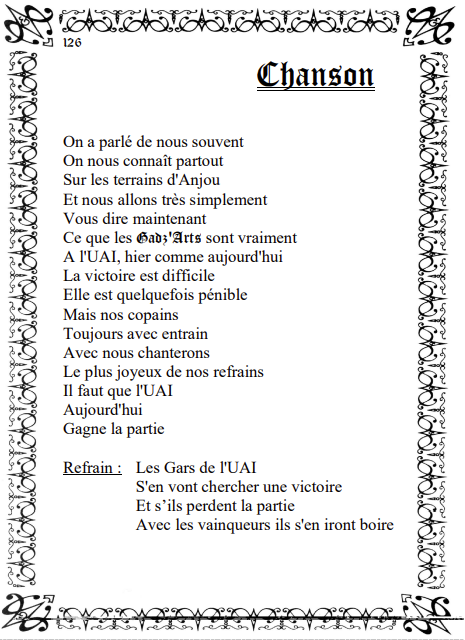 126
Chanson
On a parlé de nous souvent
On nous connaît partout
Sur les terrains d'Anjou
Et nous allons très simplement
Vous dire maintenant
Ce que les Gadz'Arts sont vraiment
A l'UAI, hier comme aujourd'hui
La victoire est difficile
Elle est quelquefois pénible
Mais nos copains
Toujours avec entrain
Avec nous chanterons
Le plus joyeux de nos refrains
Il faut que l'UAI
Aujourd'hui
Gagne la partie
Refrain : Les Gars de l'UAI
S'en vont chercher une victoire
Et s’ils perdent la partie
Avec les vainqueurs ils s'en iront boire